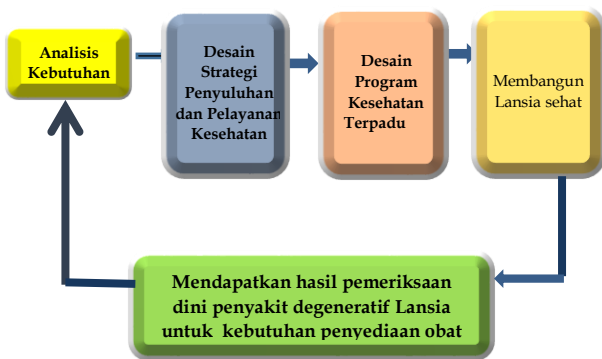 Analisis
Kebutuhan
Desain
Strategi
Penyuluhan
dan Pelayanan
Kesehatan
Desain
Program
Kesehatan
Terpadu
Membangun
Lansia sehat
Mendapatkan hasil pemeriksaan
dini penyakit degeneratif Lansia
untuk kebutuhan penyediaan obat